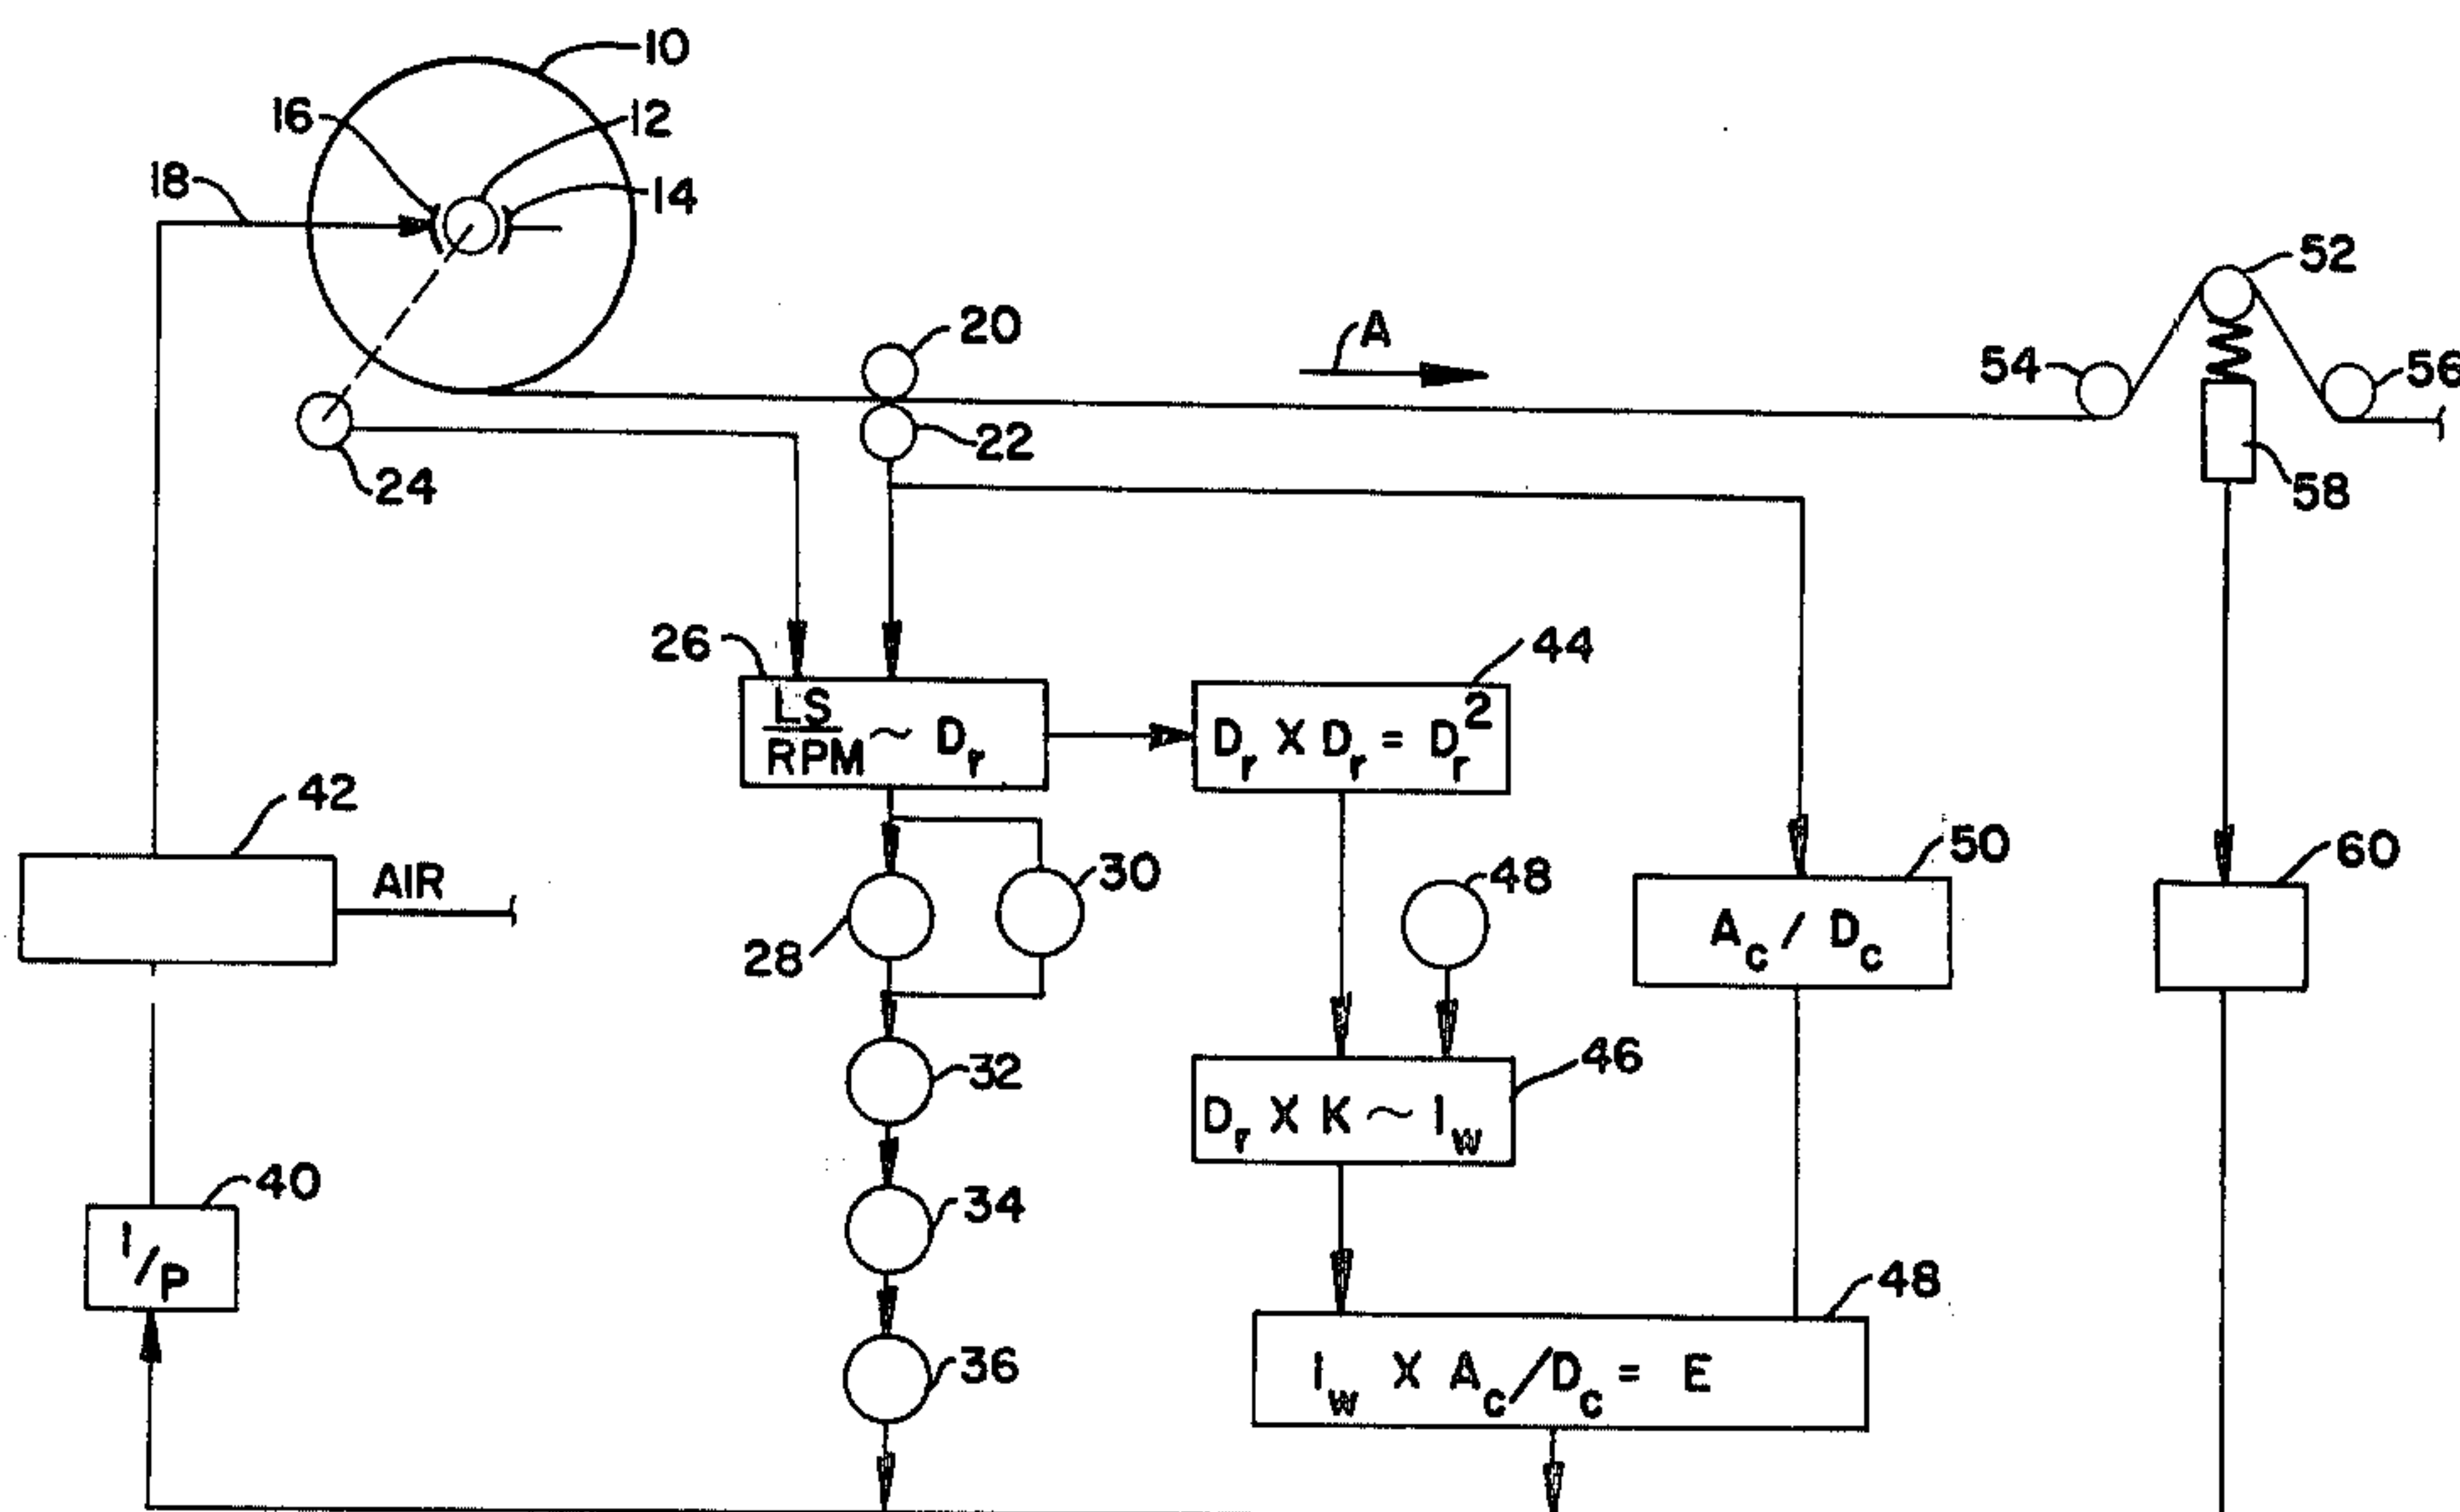 10
16
12
18
14
52
20
A
54
56
22
24
58
26
44
LS
RPM ~ Dr
Dr X Dr = Dr²
42
AIR
50
60
30
48
28
Ac / Dc
32
46
Dr X K ~ Iw
40
34
I/P
48
36
Iw X Ac/Dc = E